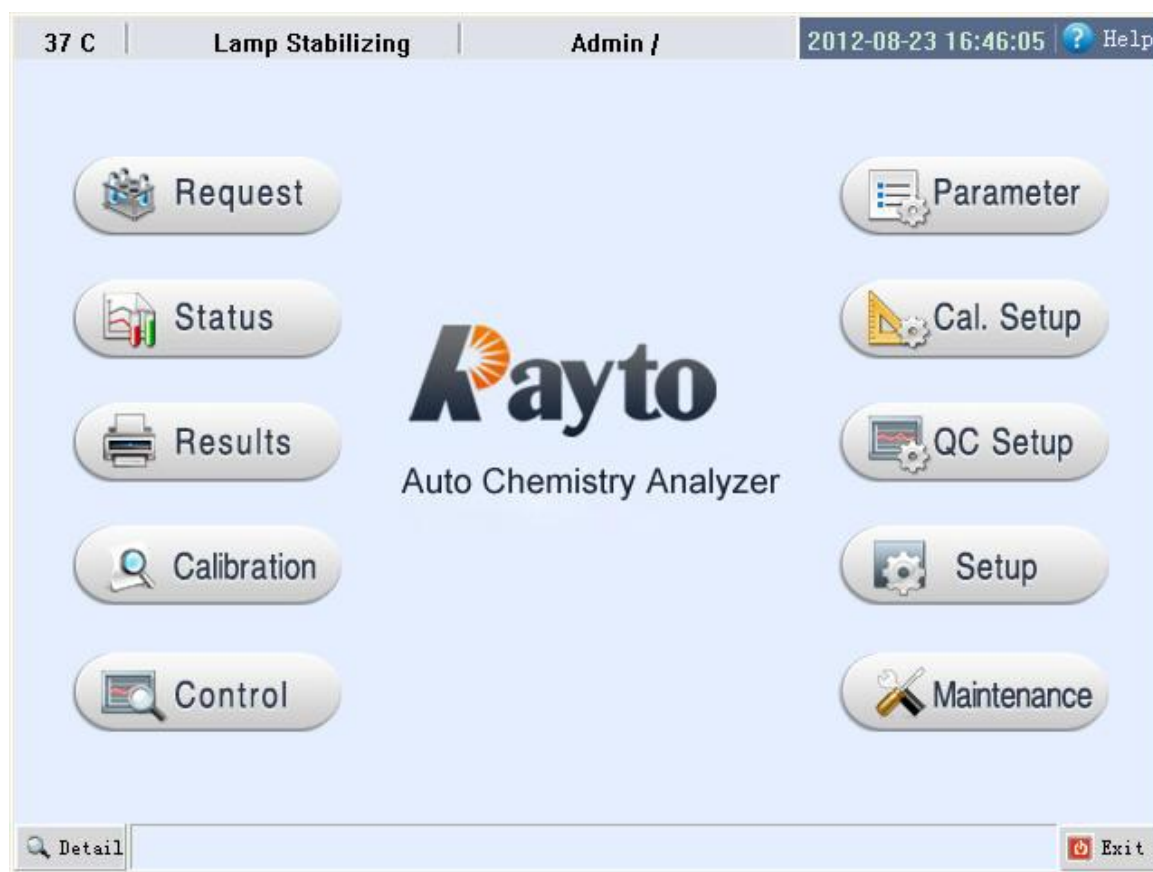 37 C Lamp Stabilizing Admin / 2012-08-23 16:46:05 ? Help
Request
Parameter
Status
Cal. Setup
Rayto
Results
QC Setup
Auto Chemistry Analyzer
Calibration
Setup
Control
Maintenance
Detail
Exit